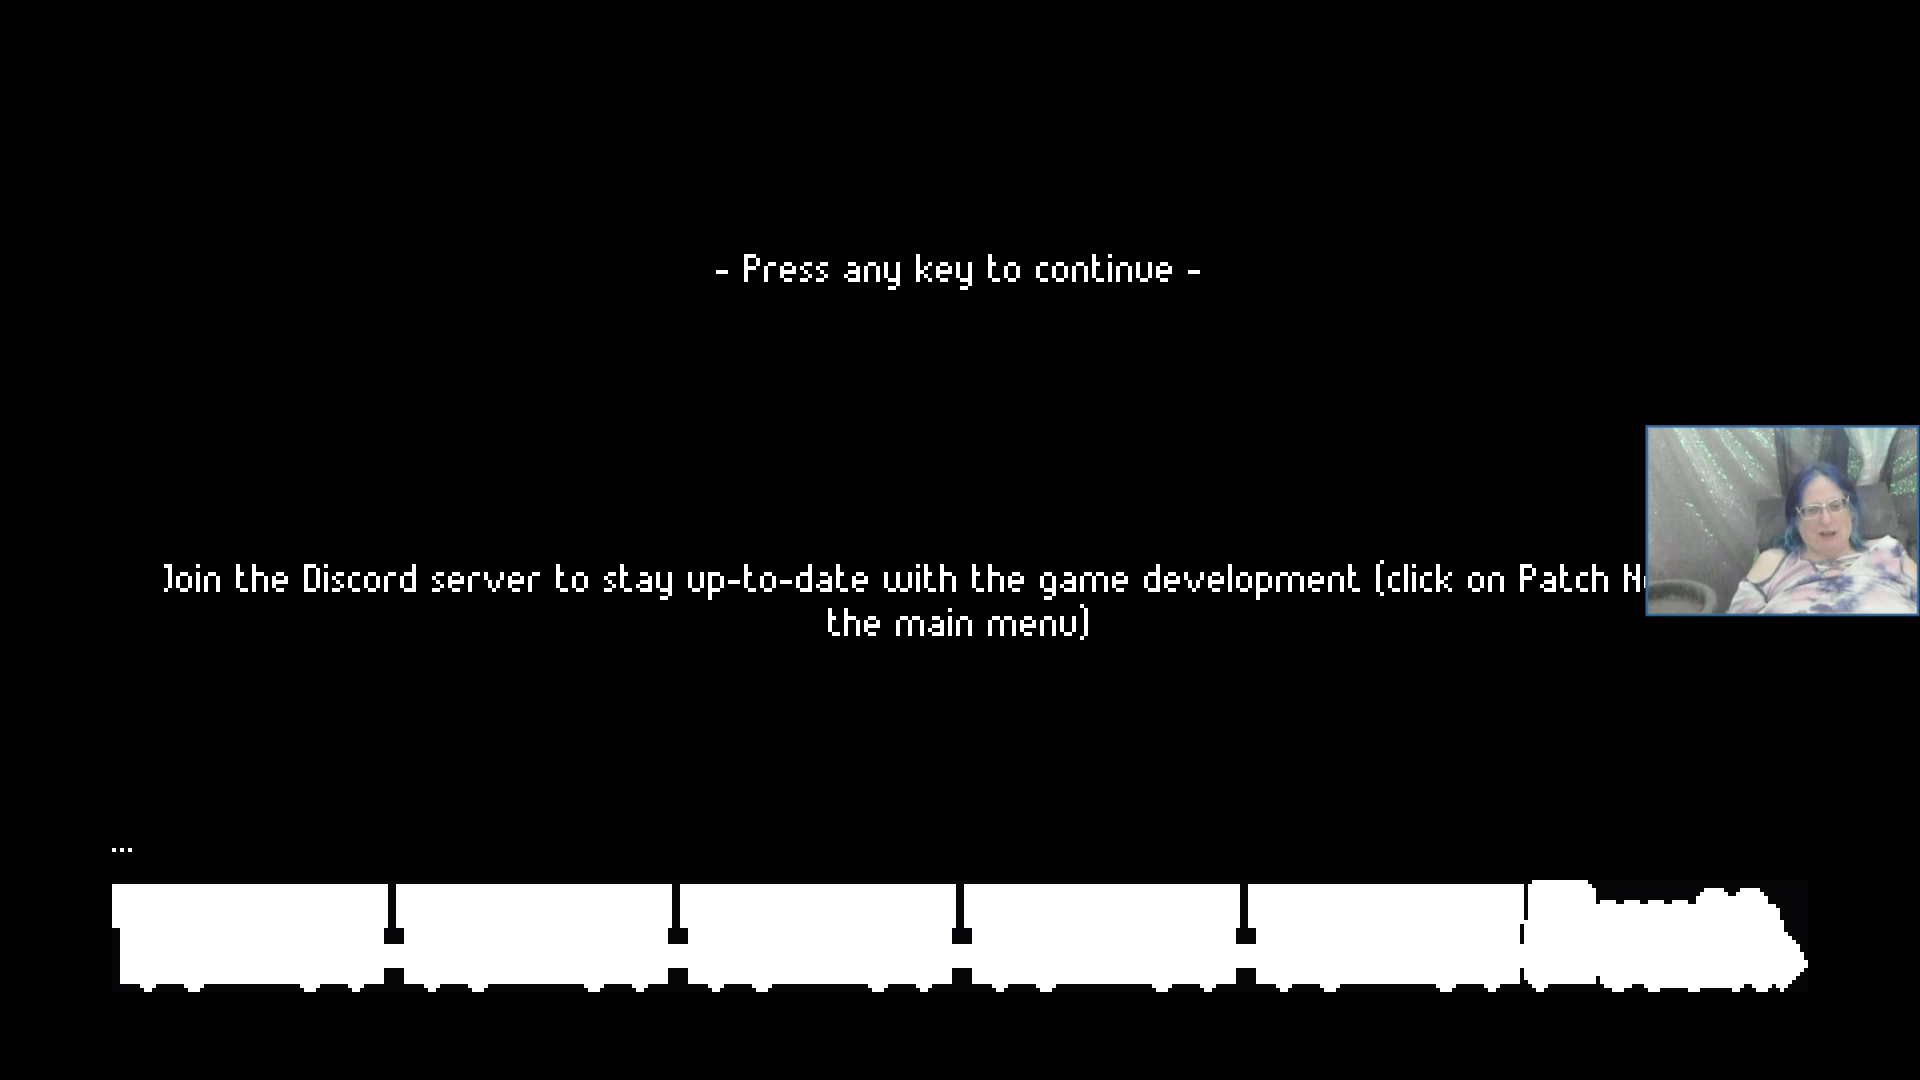 - Press any key to continue -
Join the Discord server to stay up-to-date with the game development (click on Patch
the main menu)
...